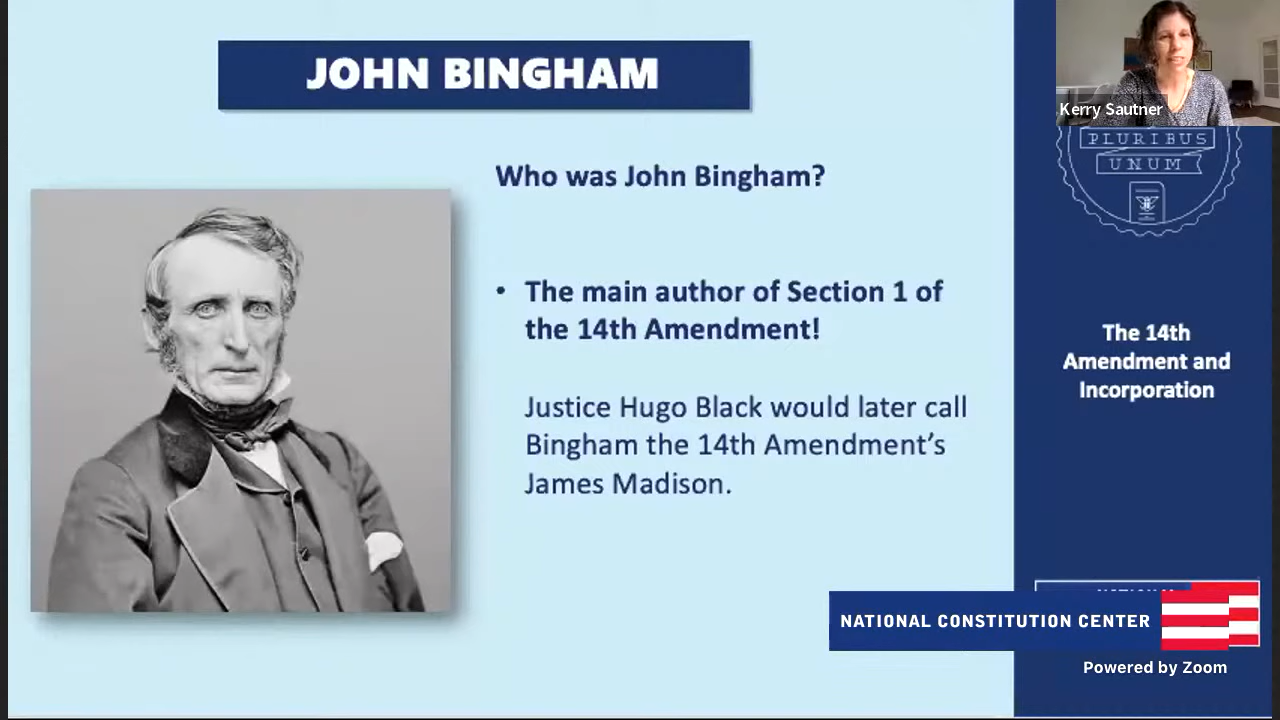 JOHN BINGHAM
Who was John Bingham?
• The main author of Section 1 of
the 14th Amendment!
Justice Hugo Black would later call
Bingham the 14th Amendment’s
James Madison.
Kerry Sautner
PLURIBUS
UNUM
The 14th
Amendment and
Incorporation
NATIONAL CONSTITUTION CENTER
Powered by Zoom